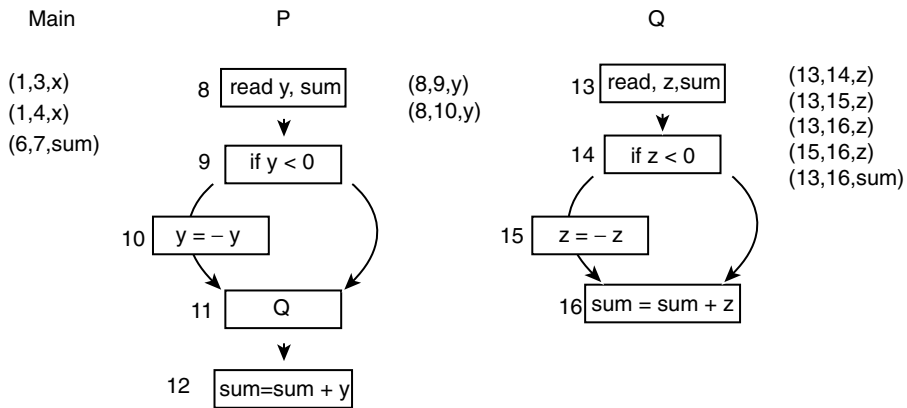 Main
P
Q
(1,3,x)
(1,4,x)
(6,7,sum)
8 read y, sum
9 if y < 0
10 y = – y
11 Q
12 sum=sum + y
(8,9,y)
(8,10,y)
13 read, z,sum
14 if z < 0
15 z = – z
16 sum = sum + z
(13,14,z)
(13,15,z)
(13,16,z)
(15,16,z)
(13,16,sum)